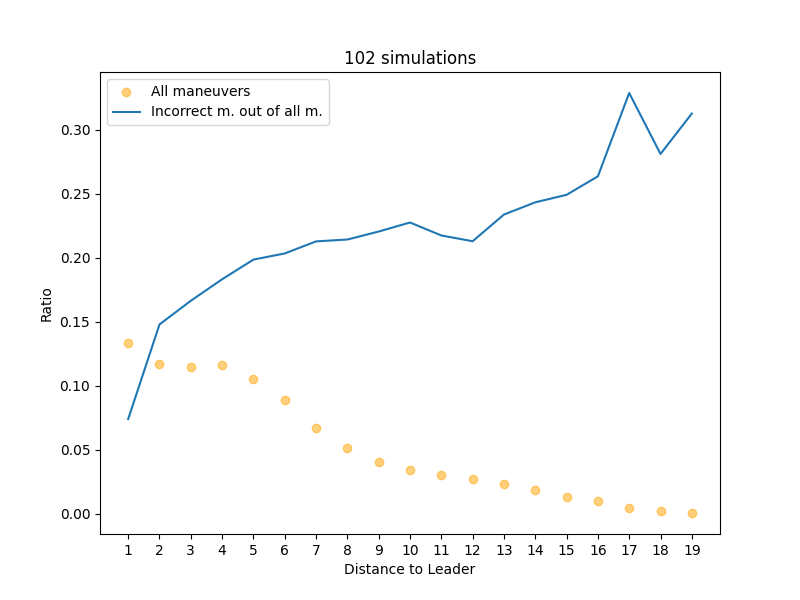 102 simulations
All maneuvers
Incorrect m. out of all m.
0.30
0.25
0.20
0.15
0.10
0.05
0.00
Ratio
1 2 3 4 5 6 7 8 9 10 11 12 13 14 15 16 17 18 19
Distance to Leader